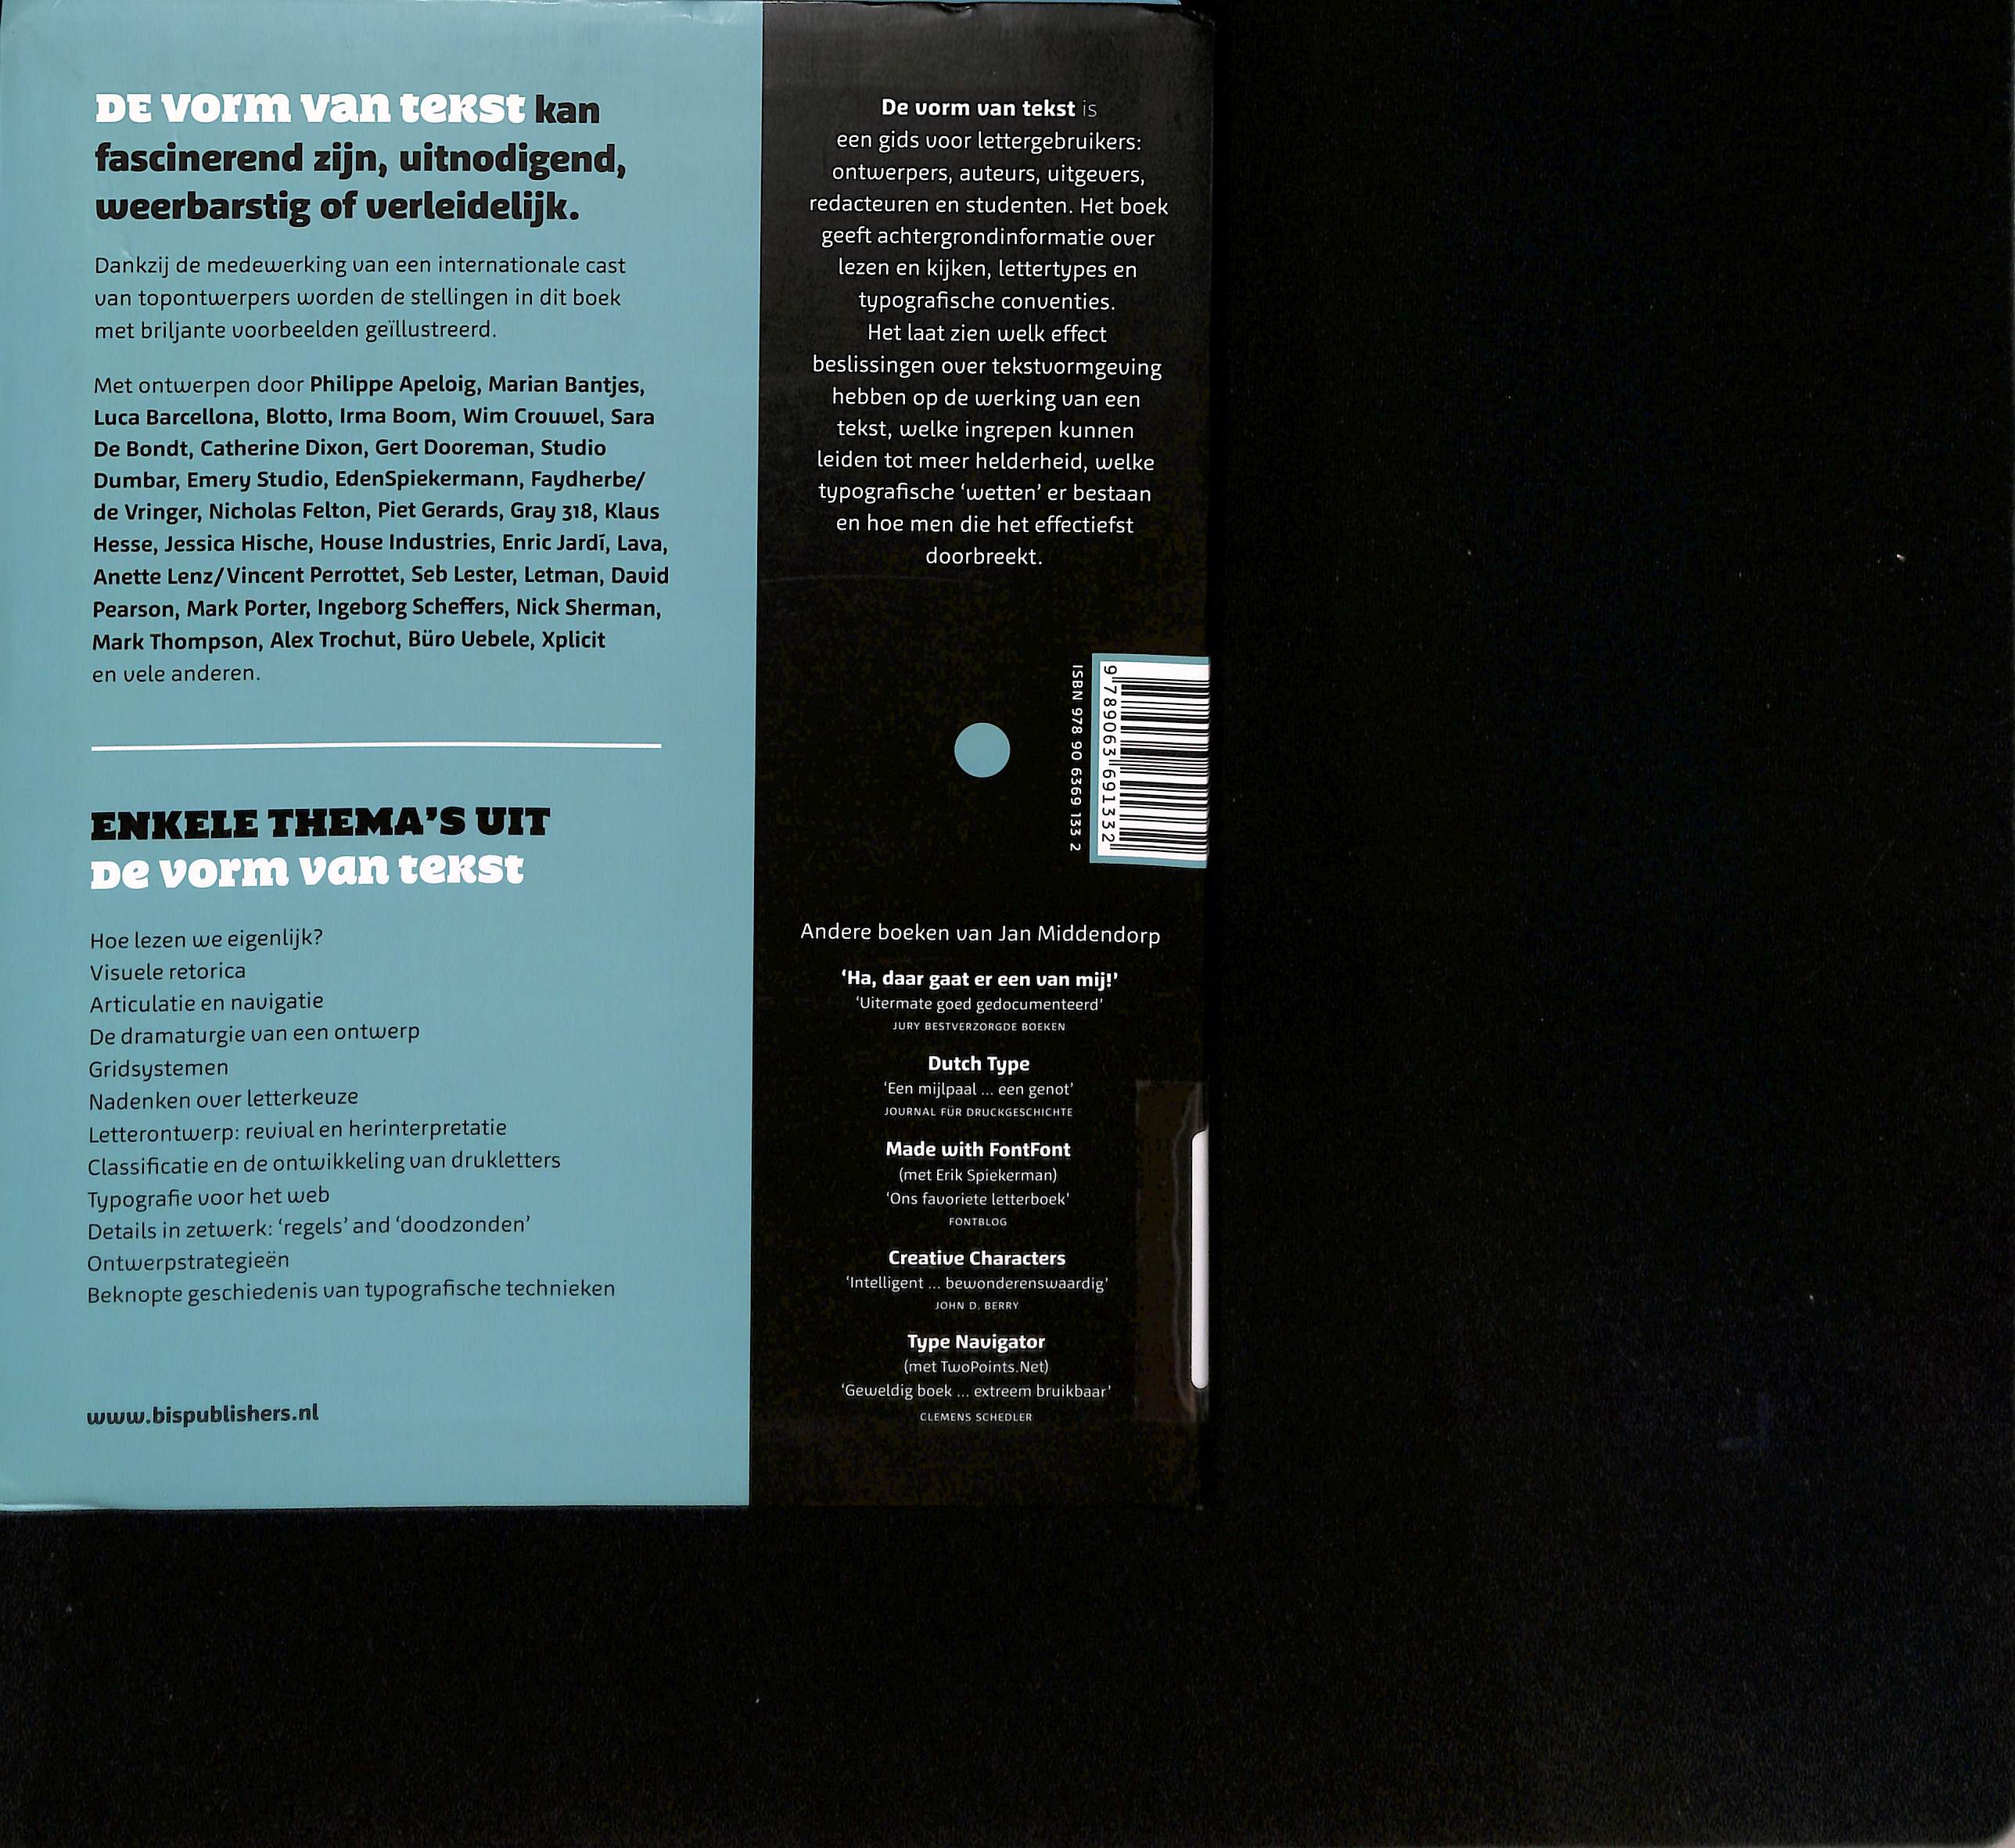 DE vorm van tekst kan
fascinerend zijn, uitnodigend,
weerbarstig of verleidelijk.
Dankzij de medewerking van een internationale cast
van topontwerpers worden de stellingen in dit boek
met briljante voorbeelden geïllustreerd.
Met ontwerpen door Philippe Apeloig, Marian Bantjes,
Luca Barcellona, Blotto, Irma Boom, Wim Crouwel, Sara
De Bondt, Catherine Dixon, Gert Dooreman, Studio
Dumbar, Emery Studio, EdenSpiekermann, Faydherbe/
de Vringer, Nicholas Felton, Piet Gerards, Gray 318, Klaus
Hesse, Jessica Hische, House Industries, Enric Jardí, Lava,
Anette Lenz/Vincent Perrottet, Seb Lester, Letman, David
Pearson, Mark Porter, Ingeborg Scheffers, Nick Sherman,
Mark Thompson, Alex Trochut, Büro Uebele, Xplicit
en vele anderen.
ENKELE THEMA'S UIT
De vorm van tekst
Hoe lezen we eigenlijk?
Visuele retorica
Articulatie en navigatie
De dramaturgie van een ontwerp
Gridsystemen
Nadenken over letterkeuze
Letterontwerp: revival en herinterpretatie
Classificatie en de ontwikkeling van drukletters
Typografie voor het web
Details in zetwerk: 'regels' and 'doodzonden'
Ontwerpstrategieën
Beknopte geschiedenis van typografische technieken
www.bispublishers.nl
De vorm van tekst is
een gids voor lettergebruikers:
ontwerpers, auteurs, uitgevers,
redacteuren en studenten. Het boek
geeft achtergrondinformatie over
lezen en kijken, lettertypes en
typografische conventies.
Het laat zien welk effect
beslissingen over tekstvormgeving
hebben op de werking van een
tekst, welke ingrepen kunnen
leiden tot meer helderheid, welke
typografische 'wetten' er bestaan
en hoe men die het effectiefst
doorbreekt.
ISBN 978 90 6369 133 2
9 789063 691332
Andere boeken van Jan Middendorp
'Ha, daar gaat er een van mij!'
'Uitermate goed gedocumenteerd'
JURY BESTVERZORGDE BOEKEN
Dutch Type
'Een mijlpaal ... een genot'
JOURNAL FÜR DRUCKGESCHICHTE
Made with FontFont
(met Erik Spiekerman)
'Ons favoriete letterboek'
FONTBLOG
Creative Characters
'Intelligent ... bewonderenswaardig'
JOHN D. BERRY
Type Navigator
(met TwoPoints.Net)
'Geweldig boek ... extreem bruikbaar'
CLEMENS SCHEDLER